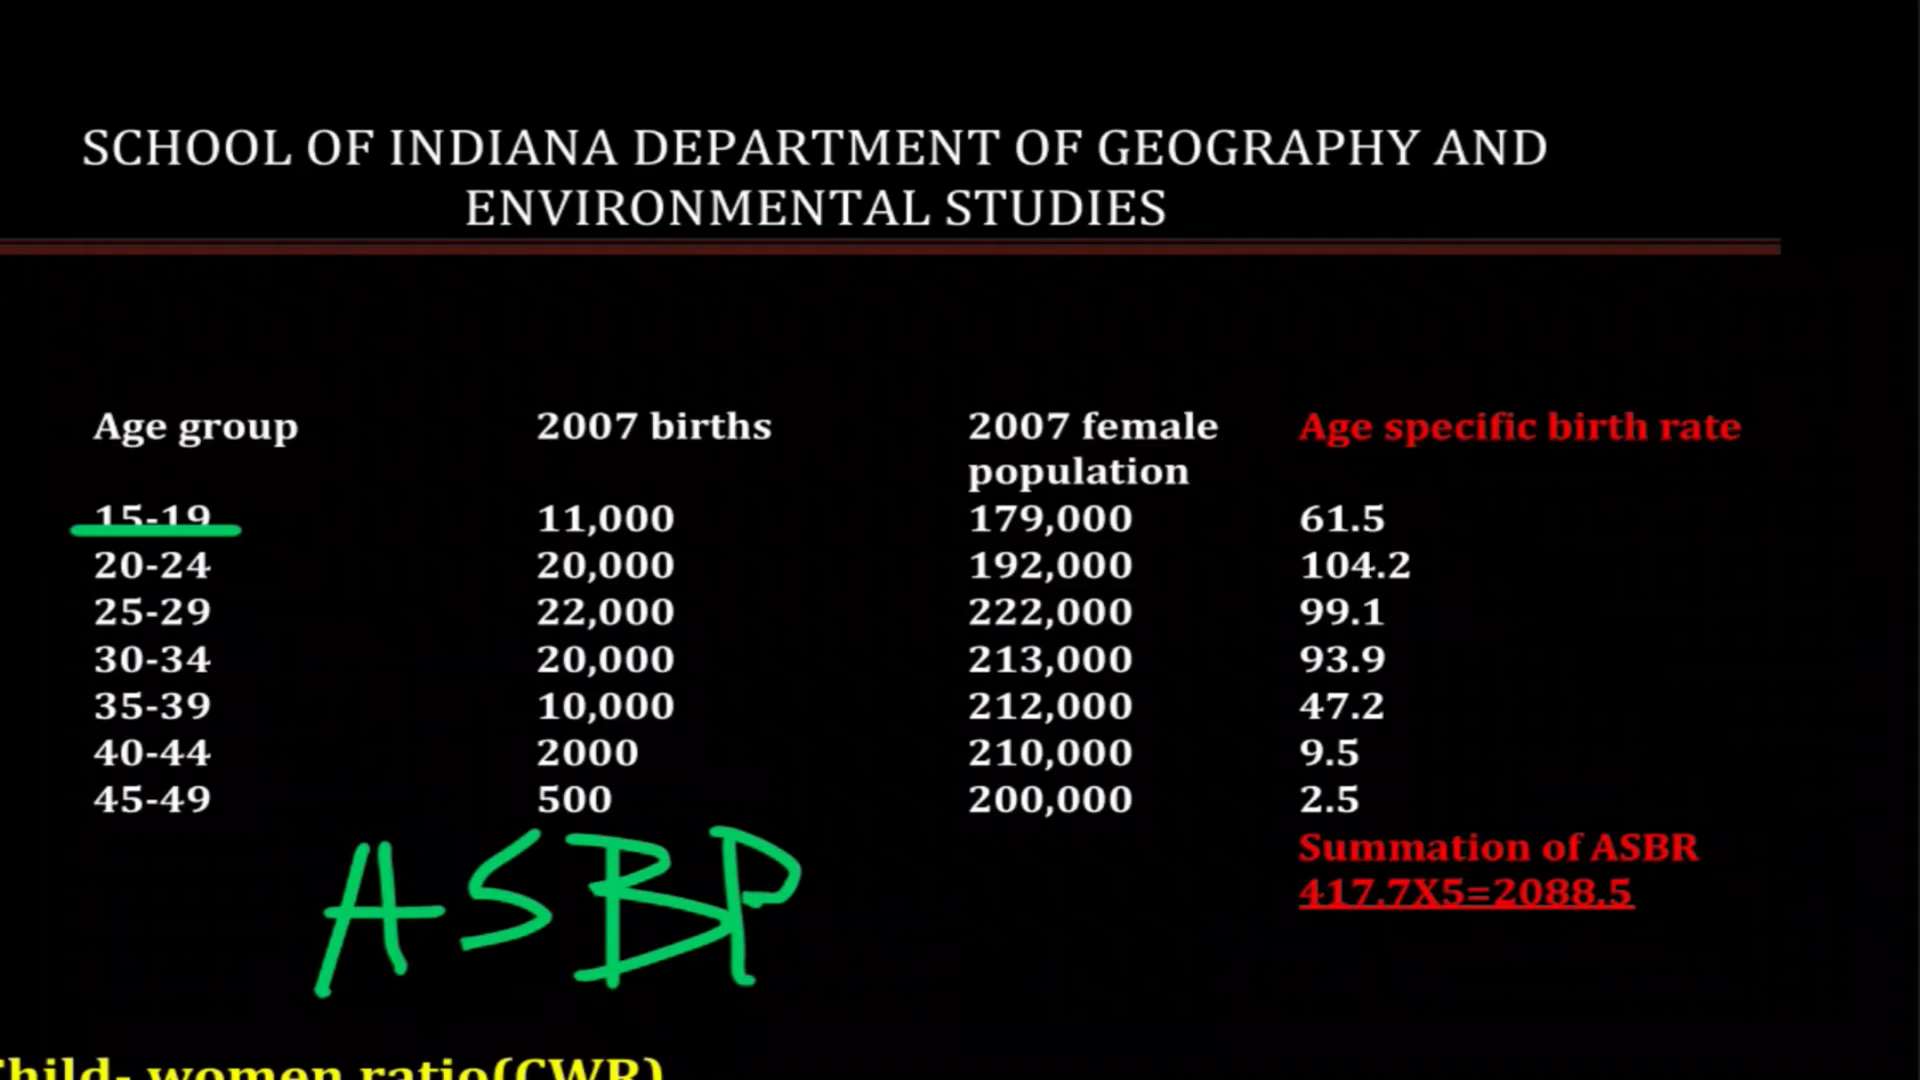 SCHOOL OF INDIANA DEPARTMENT OF GEOGRAPHY AND
ENVIRONMENTAL STUDIES
Age group 2007 births 2007 female population Age specific birth rate
15-19 11,000 179,000 61.5
20-24 20,000 192,000 104.2
25-29 22,000 222,000 99.1
30-34 20,000 213,000 93.9
35-39 10,000 212,000 47.2
40-44 2000 210,000 9.5
45-49 500 200,000 2.5
Summation of ASBR
417.7X5=2088.5
ASBP
Child- women ratio(CWR)